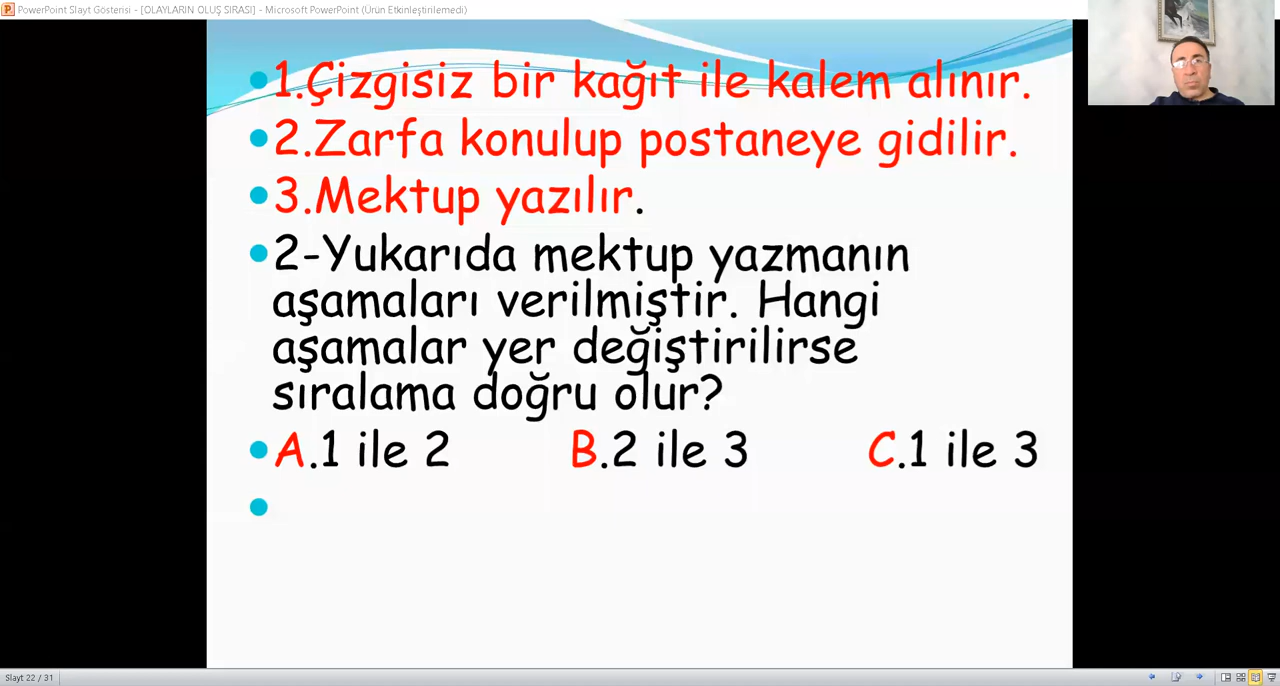 PowerPoint Slayt Gösterisi - [OLAYLARIN OLUŞ SIRASI] - Microsoft PowerPoint (Ürün Etkinleştirilemedi)
1.Çizgisiz bir kağıt ile kalem alınır.
2.Zarfa konulup postaneye gidilir.
3.Mektup yazılır.
2-Yukarıda mektup yazmanın
aşamaları verilmiştir. Hangi
aşamalar yer değiştirilirse
sıralama doğru olur?
A.1 ile 2 B.2 ile 3 C.1 ile 3
Slayt 22 / 31